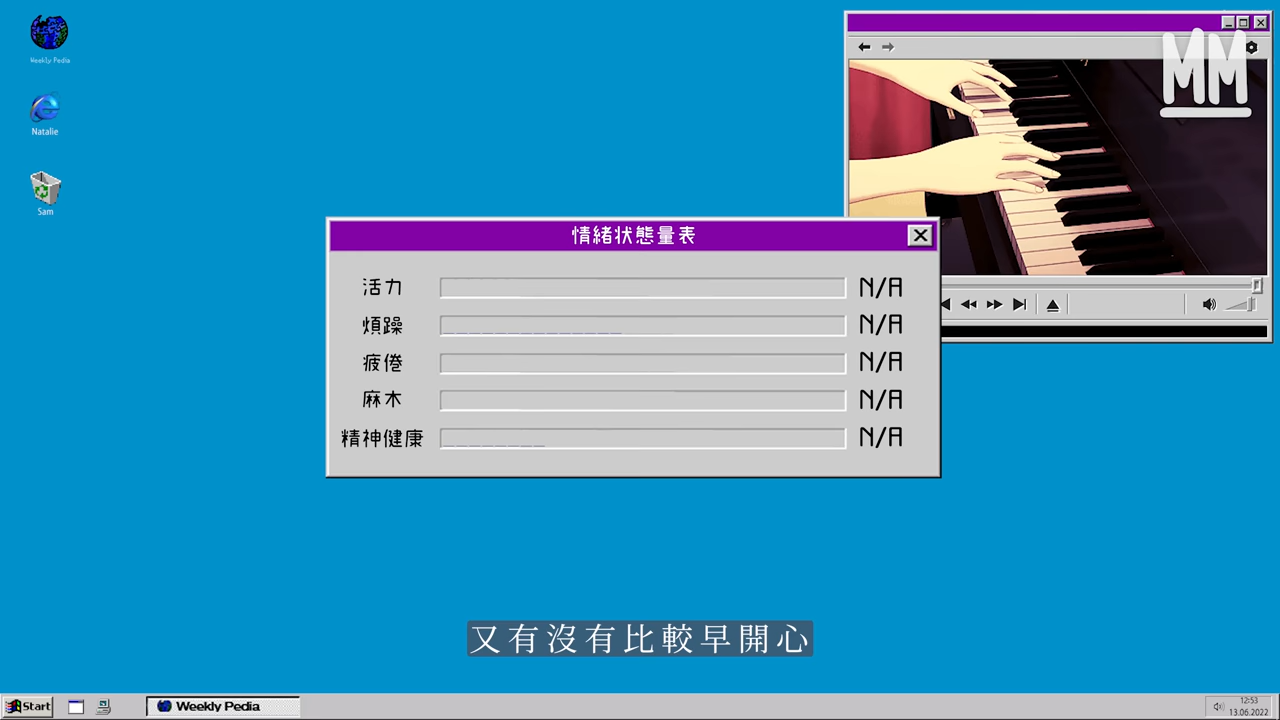 Weekly Pedia
Natalie
Sam
MM
情緒状態量表
活力 N/A
煩躁 N/A
疲倦 N/A
麻木 N/A
精神健康 N/A
又有沒有比較早開心
Start
Weekly Pedia
12:53
13.06.2022